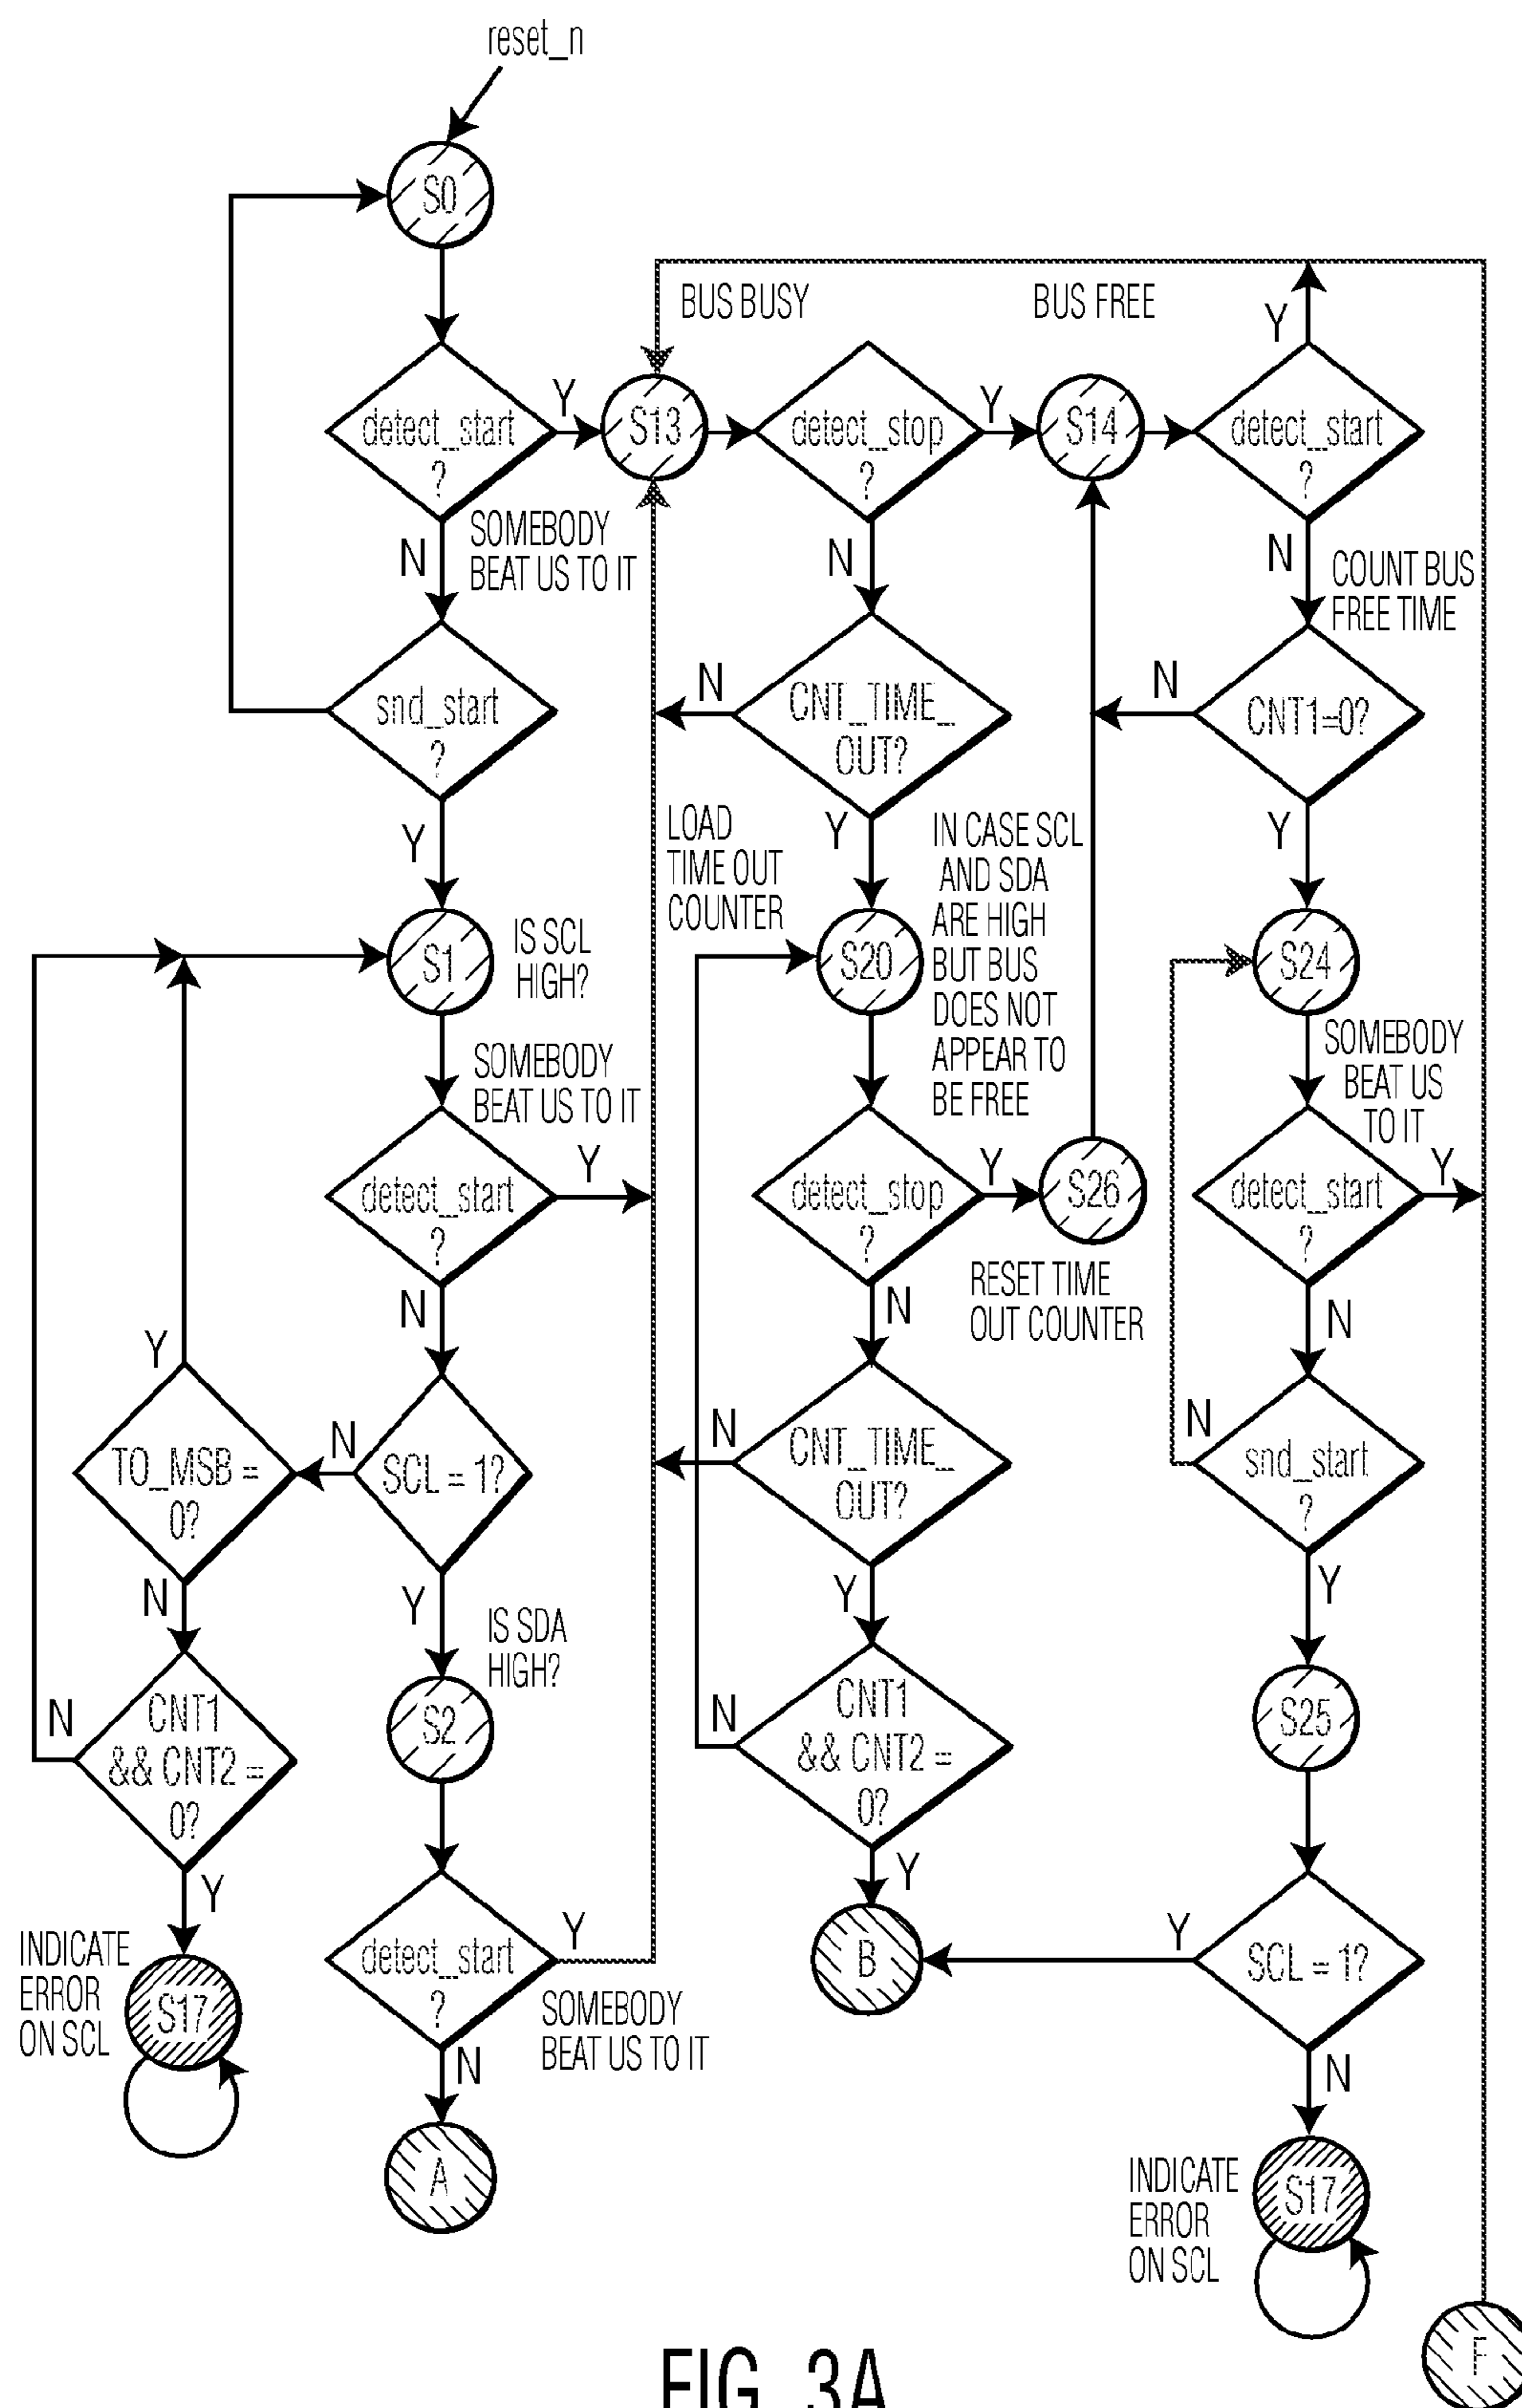 reset_n
S0
BUS BUSY
BUS FREE
Y
detect_start
?
Y
S13
detect_stop
?
Y
S14
detect_start
?
N
SOMEBODY
BEAT US TO IT
N
N
COUNT BUS
FREE TIME
snd_start
?
N
CNT_TIME_
OUT?
N
CNT1=0?
Y
LOAD
TIME OUT
COUNTER
Y
IN CASE SCL
AND SDA
ARE HIGH
BUT BUS
DOES NOT
APPEAR TO
BE FREE
Y
S1
IS SCL
HIGH?
S20
S24
SOMEBODY
BEAT US TO IT
SOMEBODY
BEAT US
TO IT
detect_start
?
Y
detect_stop
?
Y
S26
detect_start
?
Y
N
N
RESET TIME
OUT COUNTER
N
Y
TO_MSB =
0?
N
SCL = 1?
N
CNT_TIME_
OUT?
N
snd_start
?
N
Y
IS SDA
HIGH?
Y
Y
N
CNT1
&& CNT2 =
0?
S2
N
CNT1
&& CNT2 =
0?
S25
Y
Y
INDICATE
ERROR
ON SCL
S17
detect_start
?
Y
SOMEBODY
BEAT US TO IT
B
Y
SCL = 1?
N
N
A
INDICATE
ERROR
ON SCL
S17
F
FIG. 3A